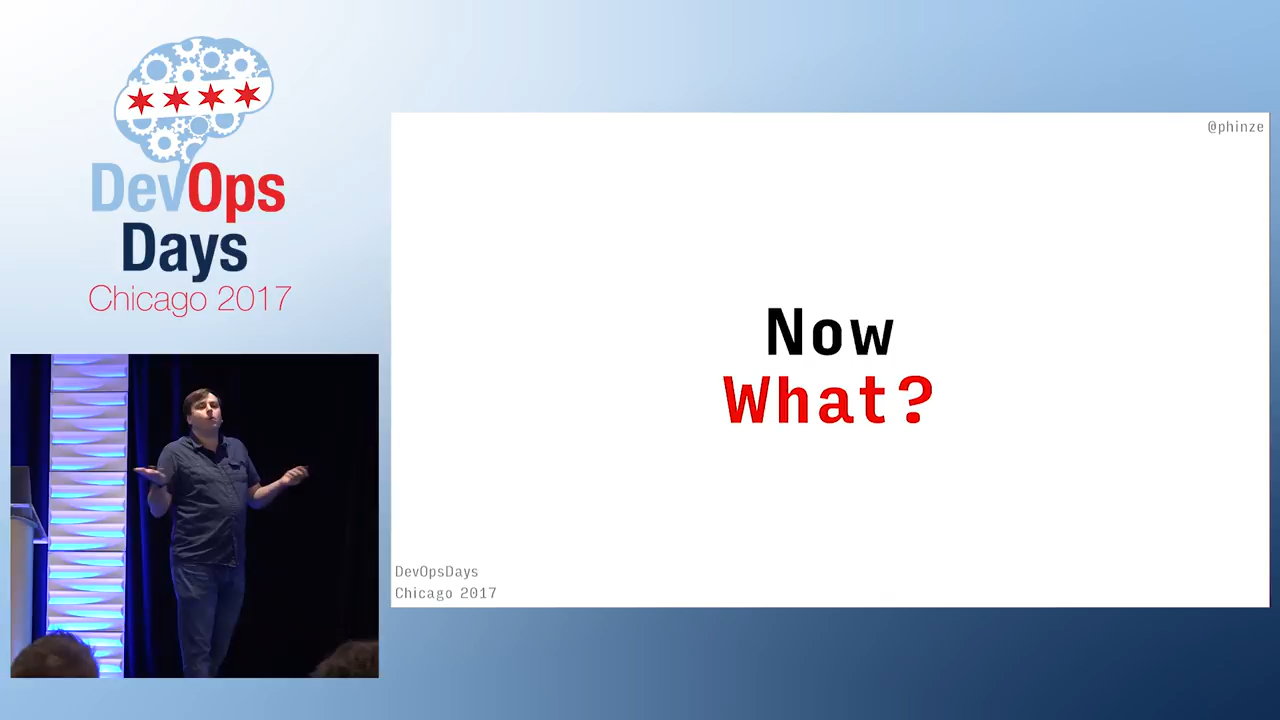 DevOps
Days
Chicago 2017
@phinze
Now
What?
DevOpsDays
Chicago 2017